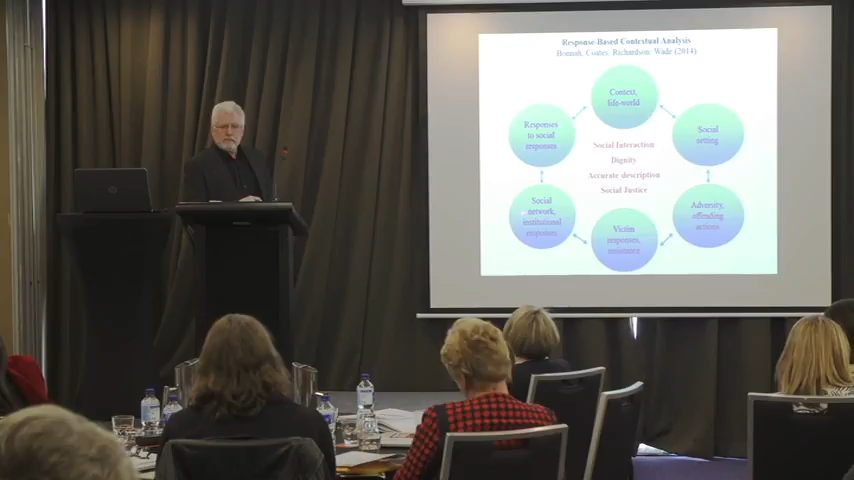 Response-Based Contextual Analysis
Bonnah, Coates, Richardson, Wade (2014)
Context,
life-world
Social
setting
Adversity,
offending
actions
Victim
responses,
resistance
Social
network,
institutional
responses
Responses
to social
responses
Social Interaction
Dignity
Accurate description
Social Justice